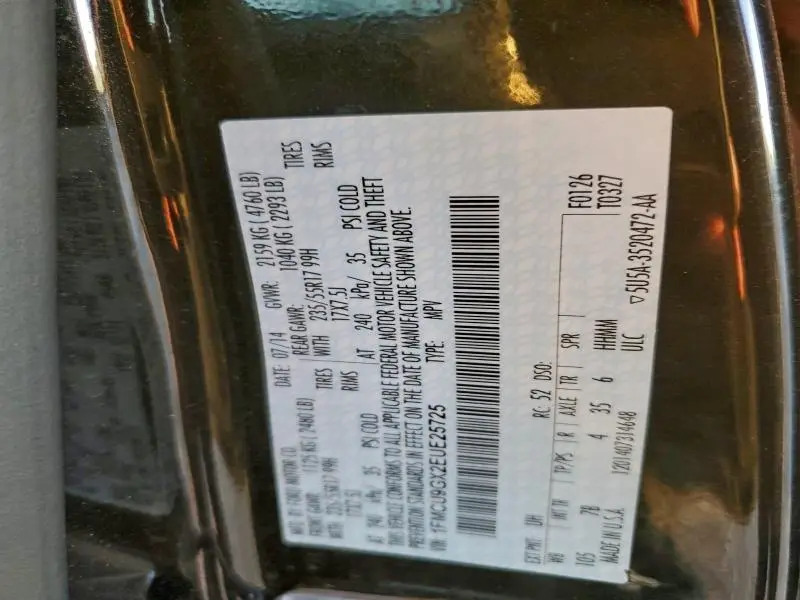 MFD. BY FORD MOTOR CO.
DATE: 07/14 GVWR: 2159 KG ( 4760 LB)
FRONT GAWR: 1125 KG ( 2480 LB) REAR GAWR: 1040 KG ( 2293 LB)
WITH 235/55R17 99H TIRES WITH 235/55R17 99H TIRES
17X7.5J RIMS 17X7.5J RIMS
AT 240 kPa/ 35 PSI COLD AT 240 kPa/ 35 PSI COLD
THIS VEHICLE CONFORMS TO ALL APPLICABLE FEDERAL MOTOR VEHICLE SAFETY AND THEFT
PREVENTION STANDARDS IN EFFECT ON THE DATE OF MANUFACTURE SHOWN ABOVE.
VIN: 1FMCU9GX2EUE25725 TYPE: MPV
EXT PNT: UH RC: 52 DSO: F0126
WB INT TR TP/PS R AXLE TR SPR T0327
105 7B 4 35 6 HHMM
MADE IN U.S.A. 1201407314648 ULC
▽5U5A-3520472-AA